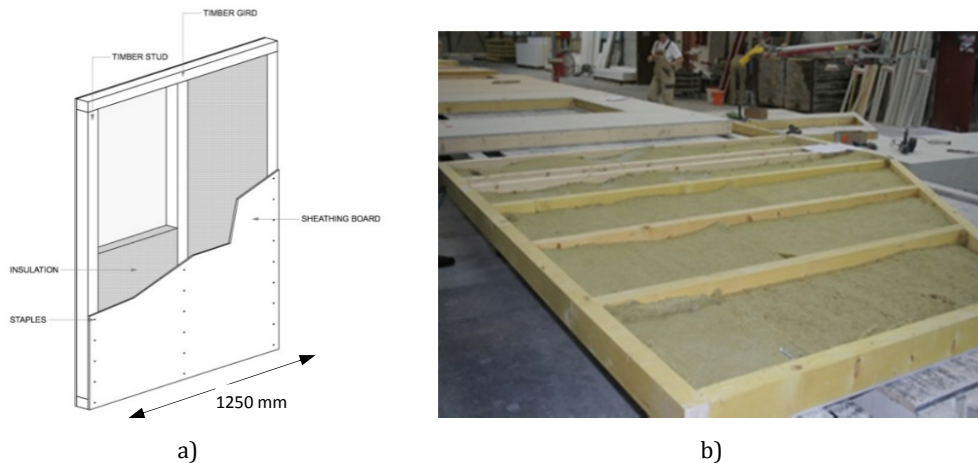 TIMBER GIRD
TIMBER STUD
SHEATHING BOARD
INSULATION
STAPLES
1250 mm
a)
b)